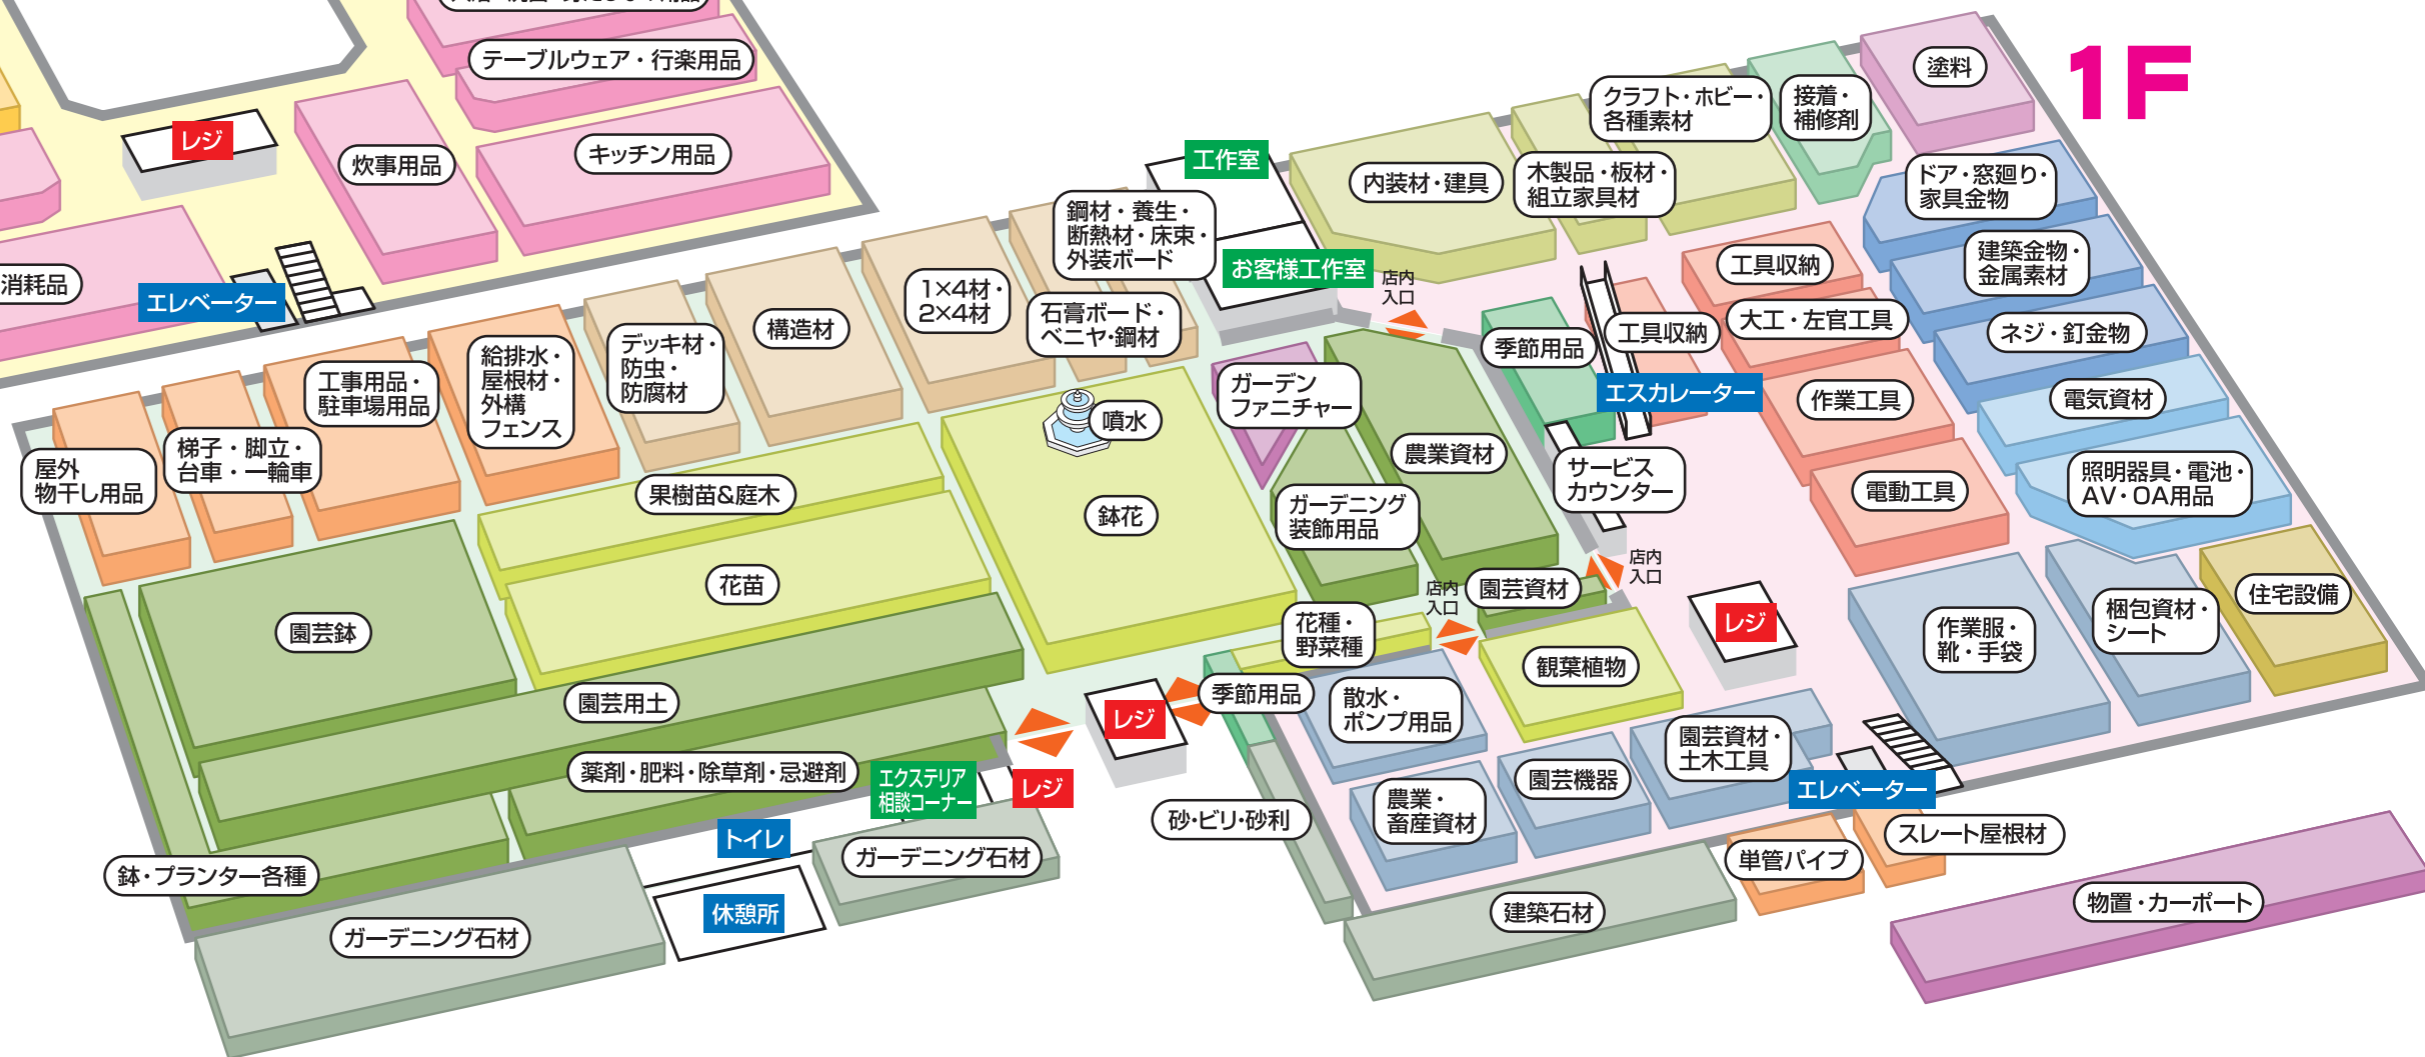 テーブルウェア・行楽用品
レジ
炊事用品
キッチン用品
消耗品
エレベーター
1F
塗料
接着・
補修剤
クラフト・ホビー・
各種素材
木製品・板材・
組立家具材
内装材・建具
工作室
お客様工作室
鋼材・養生・
断熱材・床束・
外装ボード
石膏ボード・
ベニヤ・鋼材
1×4材・
2×4材
構造材
デッキ材・
防虫・
防腐材
給排水・
屋根材・
外構
フェンス
工事用品・
駐車場用品
梯子・脚立・
台車・一輪車
屋外
物干し用品
店内
入口
季節用品
工具収納
工具収納
大工・左官工具
エスカレーター
作業工具
電動工具
ドア・窓廻り・
家具金物
建築金物・
金属素材
ネジ・釘金物
電気資材
照明器具・電池・
AV・OA用品
住宅設備
梱包資材・
シート
作業服・
靴・手袋
サービス
カウンター
店内
入口
レジ
ガーデン
ファニチャー
農業資材
ガーデニング
装飾用品
噴水
鉢花
果樹苗&庭木
花苗
園芸鉢
園芸用土
薬剤・肥料・除草剤・忌避剤
鉢・プランター各種
ガーデニング石材
トイレ
休憩所
エクステリア
相談コーナー
レジ
ガーデニング石材
レジ
季節用品
花種・
野菜種
店内
入口
園芸資材
観葉植物
散水・
ポンプ用品
農業・
畜産資材
園芸機器
園芸資材・
土木工具
エレベーター
砂・ビリ・砂利
建築石材
単管パイプ
スレート屋根材
物置・カーポート